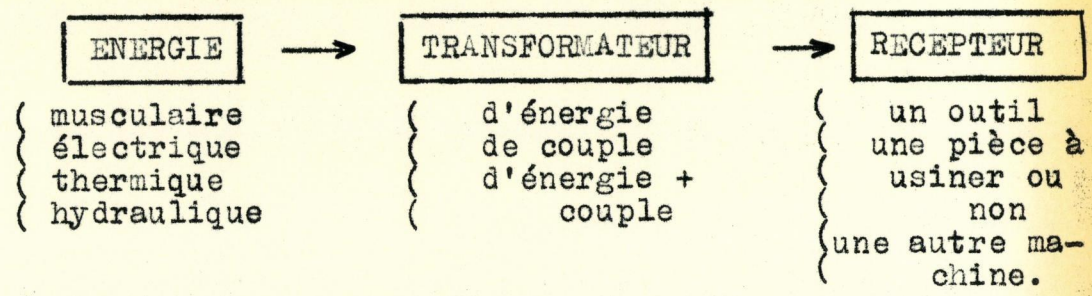 ENERGIE → TRANSFORMATEUR → RECEPTEUR
( musculaire
( électrique
( thermique
( hydraulique
( d'énergie
( de couple
( d'énergie +
( couple
( un outil
( une pièce à
( usiner ou
( non
(une autre ma-
( chine.